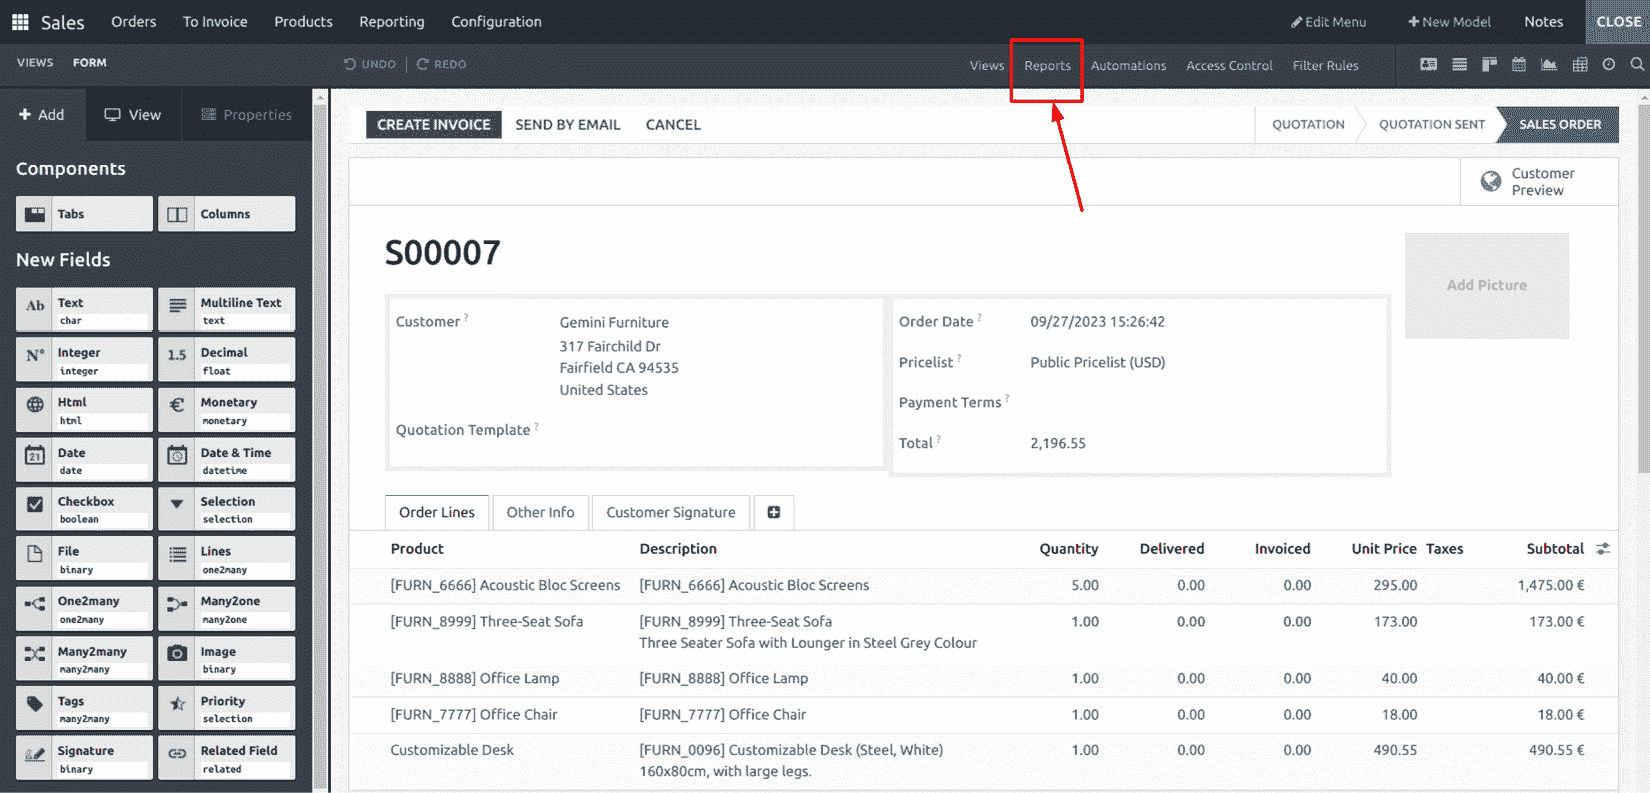 Sales Orders To Invoice Products Reporting Configuration Edit Menu New Model Notes CLOSE
VIEWS FORM UNDO REDO Views Reports Automations Access Control Filter Rules
Add View Properties
CREATE INVOICE SEND BY EMAIL CANCEL QUOTATION QUOTATION SENT SALES ORDER
Components
Tabs Columns
New Fields
Ab Text char Multiline Text text
N° Integer integer 1.5 Decimal float
Html html € Monetary monetary
21 Date date Date & Time datetime
Checkbox boolean Selection selection
File binary Lines one2many
One2many one2many Many2one many2one
Many2many many2many Image binary
Tags many2many Priority selection
Signature binary Related Field related
Customer
Preview
S00007
Add Picture
Customer ? Gemini Furniture
317 Fairchild Dr
Fairfield CA 94535
United States
Quotation Template ?
Order Date ? 09/27/2023 15:26:42
Pricelist ? Public Pricelist (USD)
Payment Terms ?
Total ? 2,196.55
Order Lines Other Info Customer Signature
Product Description Quantity Delivered Invoiced Unit Price Taxes Subtotal
[FURN_6666] Acoustic Bloc Screens [FURN_6666] Acoustic Bloc Screens 5.00 0.00 0.00 295.00 1,475.00 €
[FURN_8999] Three-Seat Sofa [FURN_8999] Three-Seat Sofa 1.00 0.00 0.00 173.00 173.00 €
Three Seater Sofa with Lounger in Steel Grey Colour
[FURN_8888] Office Lamp [FURN_8888] Office Lamp 1.00 0.00 0.00 40.00 40.00 €
[FURN_7777] Office Chair [FURN_7777] Office Chair 1.00 0.00 0.00 18.00 18.00 €
Customizable Desk [FURN_0096] Customizable Desk (Steel, White) 1.00 0.00 0.00 490.55 490.55 €
160x80cm, with large legs.